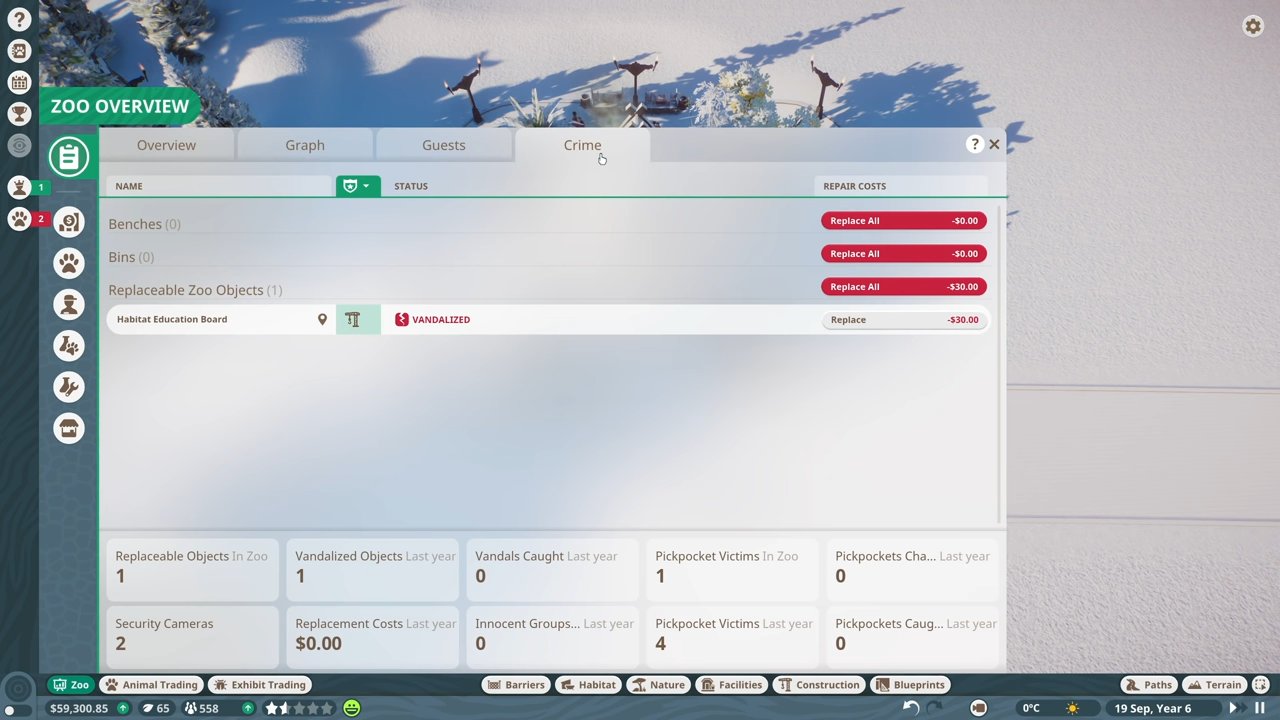 ?
ZOO OVERVIEW
Overview
Graph
Guests
Crime
?
NAME
STATUS
REPAIR COSTS
Benches (0)
Replace All -$0.00
Bins (0)
Replace All -$0.00
Replaceable Zoo Objects (1)
Replace All -$30.00
Habitat Education Board
VANDALIZED
Replace -$30.00
1
2
Replaceable Objects In Zoo
1
Vandalized Objects Last year
1
Vandals Caught Last year
0
Pickpocket Victims In Zoo
1
Pickpockets Cha... Last year
0
Security Cameras
2
Replacement Costs Last year
$0.00
Innocent Groups... Last year
0
Pickpocket Victims Last year
4
Pickpockets Caug... Last year
0
Zoo
Animal Trading
Exhibit Trading
Barriers
Habitat
Nature
Facilities
Construction
Blueprints
Paths
Terrain
$59,300.85
65
558
0°C
19 Sep, Year 6